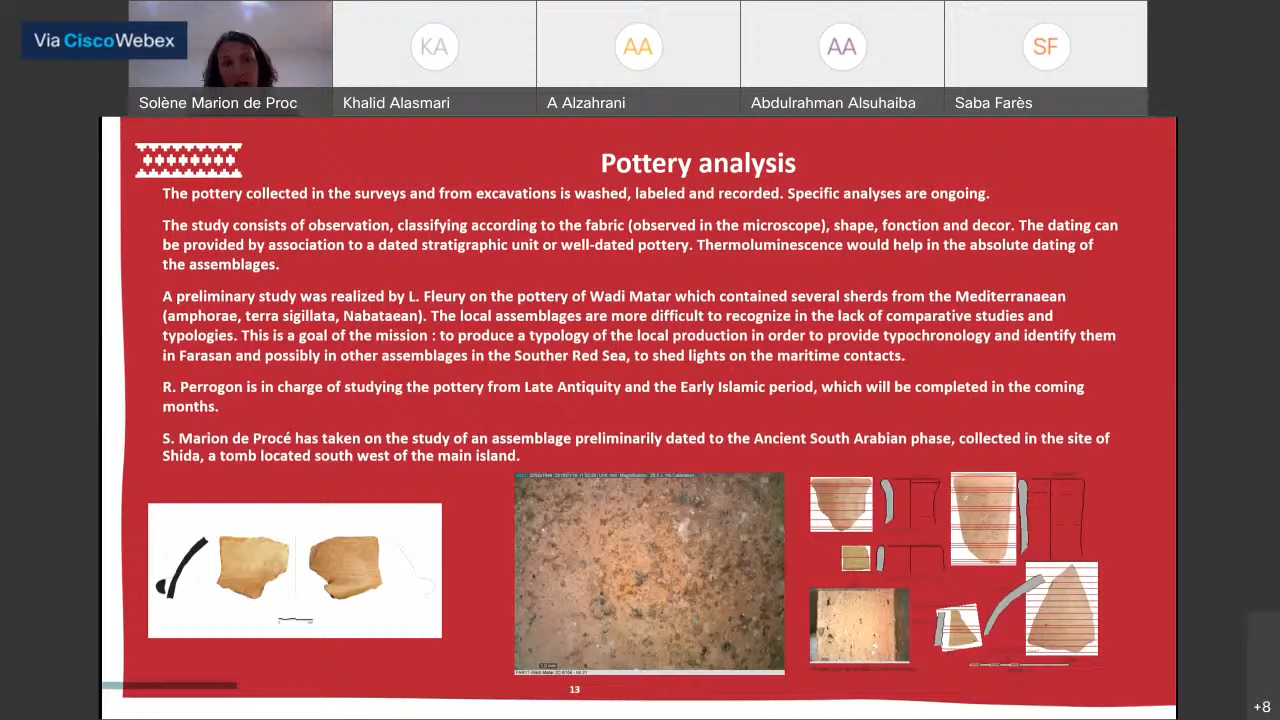 Via Cisco Webex
KA
AA
AA
SF
Solène Marion de Proc
Khalid Alasmari
A Alzahrani
Abdulrahman Alsuhaiba
Saba Farès
Pottery analysis
The pottery collected in the surveys and from excavations is washed, labeled and recorded. Specific analyses are ongoing.
The study consists of observation, classifying according to the fabric (observed in the microscope), shape, fonction and decor. The dating can
be provided by association to a dated stratigraphic unit or well-dated pottery. Thermoluminescence would help in the absolute dating of
the assemblages.
A preliminary study was realized by L. Fleury on the pottery of Wadi Matar which contained several sherds from the Mediterranaean
(amphorae, terra sigillata, Nabataean). The local assemblages are more difficult to recognize in the lack of comparative studies and
typologies. This is a goal of the mission : to produce a typology of the local production in order to provide typochronology and identify them
in Farasan and possibly in other assemblages in the Souther Red Sea, to shed lights on the maritime contacts.
R. Perrogon is in charge of studying the pottery from Late Antiquity and the Early Islamic period, which will be completed in the coming
months.
S. Marion de Procé has taken on the study of an assemblage preliminarily dated to the Ancient South Arabian phase, collected in the site of
Shida, a tomb located south west of the main island.
13
+8